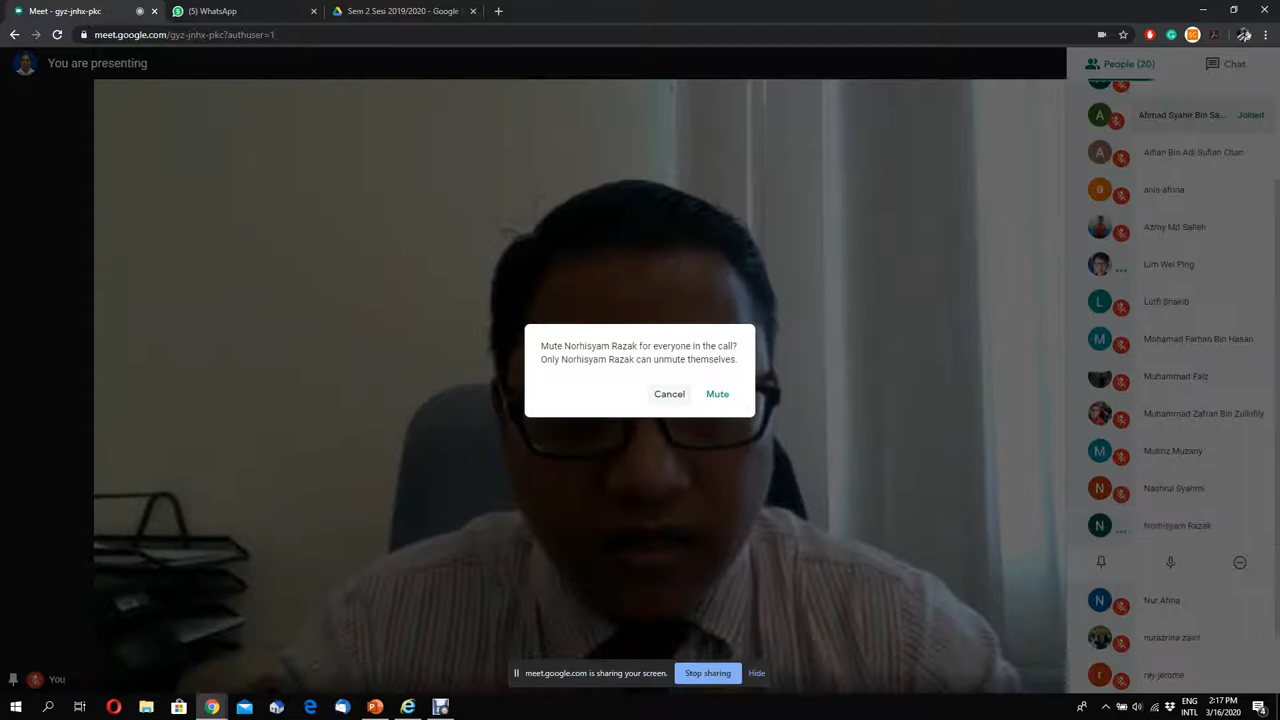 Meet - gyz-jnhx-pkc
(5) WhatsApp
Sem 2 Sesi 2019/2020 - Google
meet.google.com/gyz-jnhx-pkc?authuser=1
You are presenting
People (20)
Chat
Ahmad Syahir Bin Sa... Joined
Alfian Bin Adi Sufian Chan
anis afrina
Azmy Md Salleh
Lim Wei Ping
Lutfi Shakib
Mohamad Farhan Bin Hasan
Mute Norhisyam Razak for everyone in the call?
Only Norhisyam Razak can unmute themselves.
Cancel Mute
Muhammad Faiz
Muhammad Zafran Bin Zulkifily
Mukriz Muzany
Nashrul Syahmi
Norhisyam Razak
Nur Afina
nurazrina zaini
ray jerome
You
meet.google.com is sharing your screen. Stop sharing Hide
ENG
INTL
2:17 PM
3/16/2020